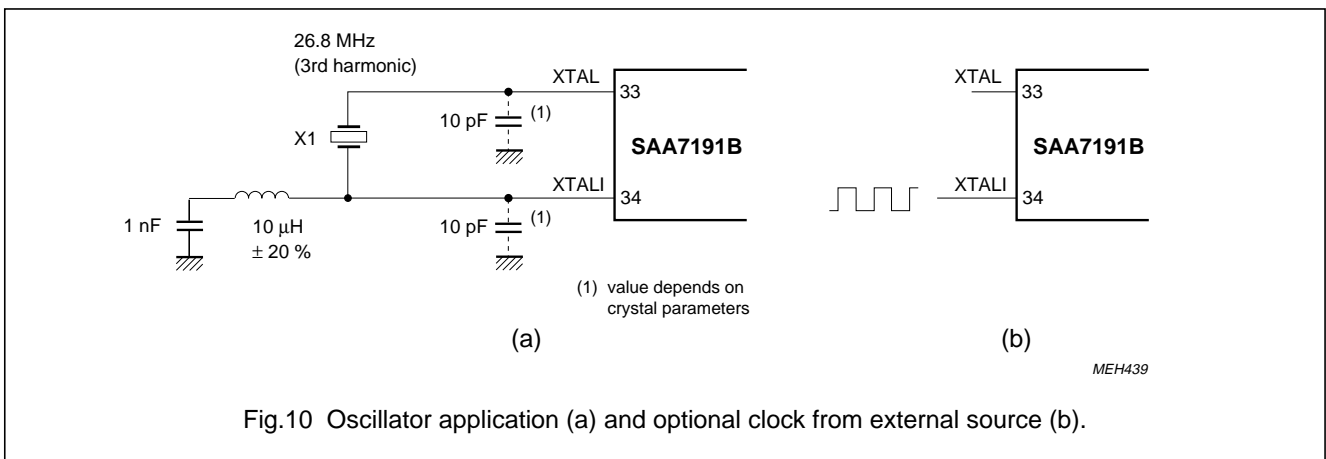 26.8 MHz
(3rd harmonic)
XTAL
33
10 pF
(1)
X1
SAA7191B
XTALI
34
1 nF
10 μH
± 20 %
10 pF
(1)
(1) value depends on
crystal parameters
(a)
XTAL
33
SAA7191B
XTALI
34
(b)
MEH439
Fig.10 Oscillator application (a) and optional clock from external source (b).